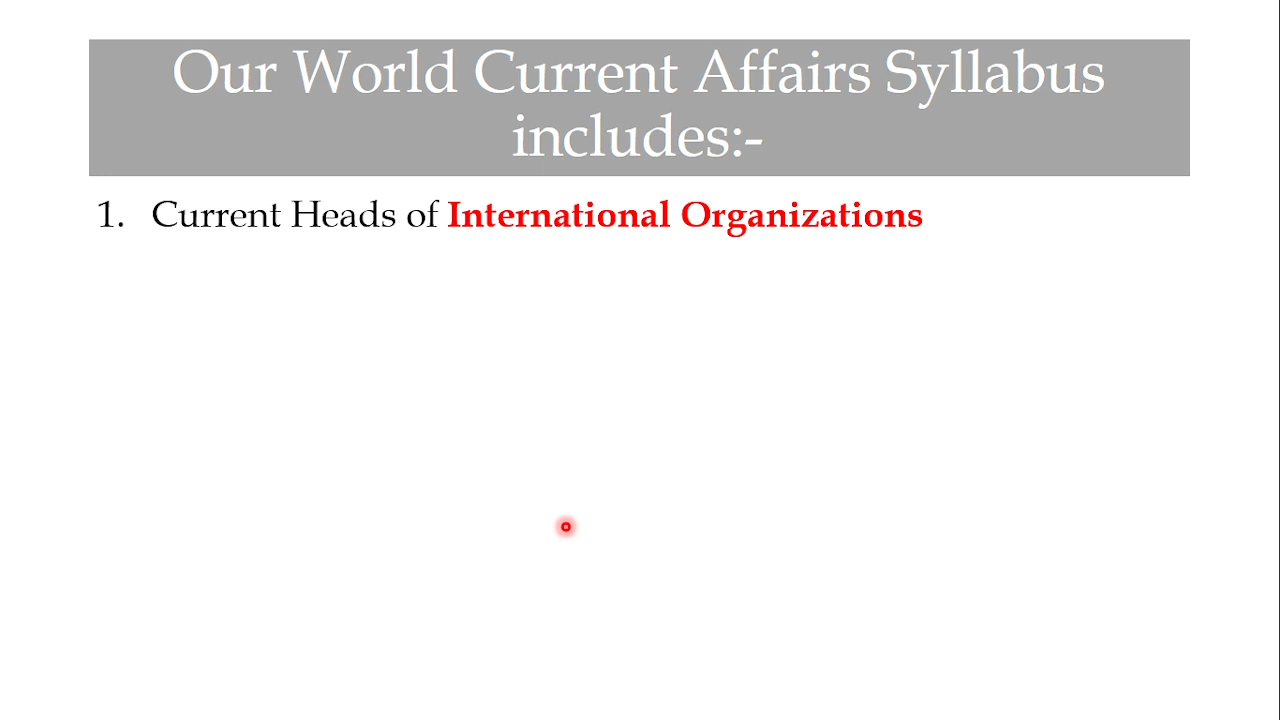 Our World Current Affairs Syllabus
includes:-
1. Current Heads of International Organizations